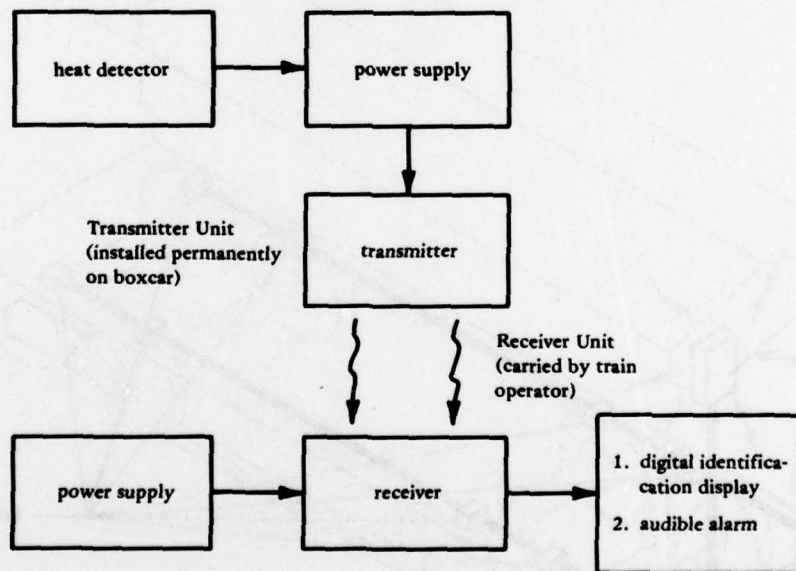 heat detector
power supply
Transmitter Unit
(installed permanently
on boxcar)
transmitter
Receiver Unit
(carried by train
operator)
power supply
receiver
1. digital identifica-
cation display
2. audible alarm